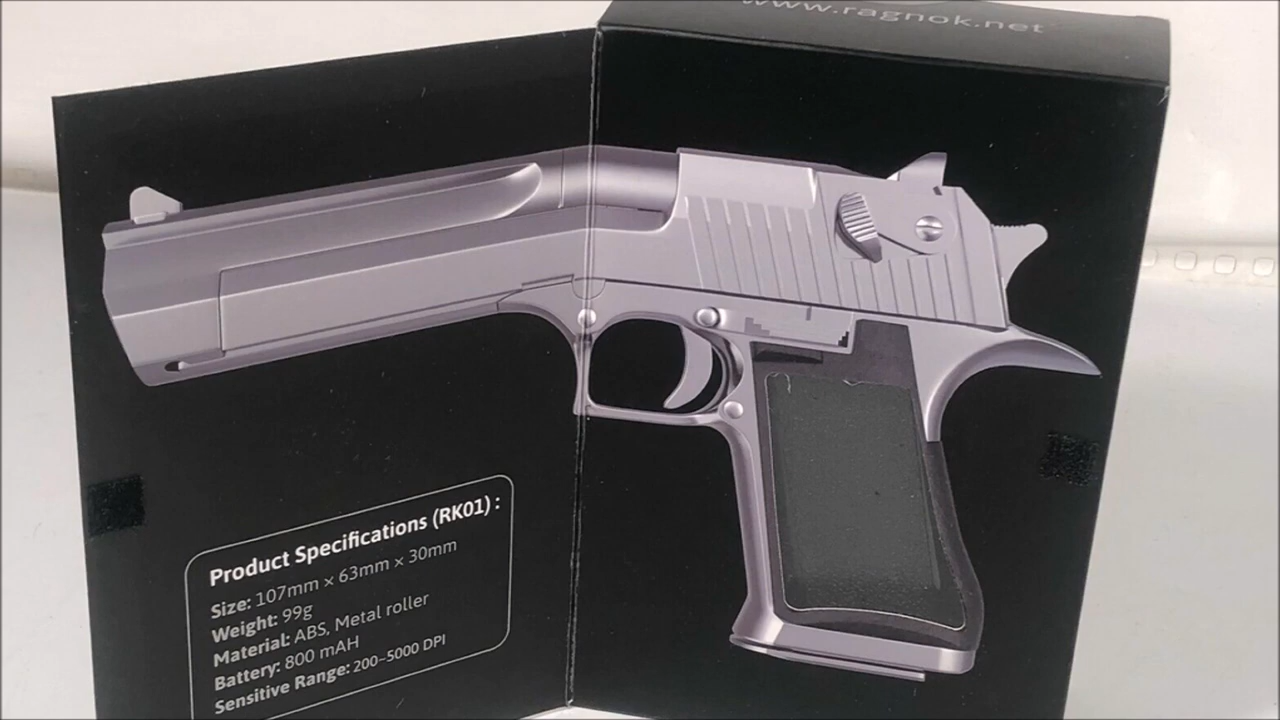 www.ragnok.net
Product Specifications (RK01) :
Size: 107mm × 63mm × 30mm
Weight: 99g
Material: ABS, Metal roller
Battery: 800 mAH
Sensitive Range: 200~5000 DPI